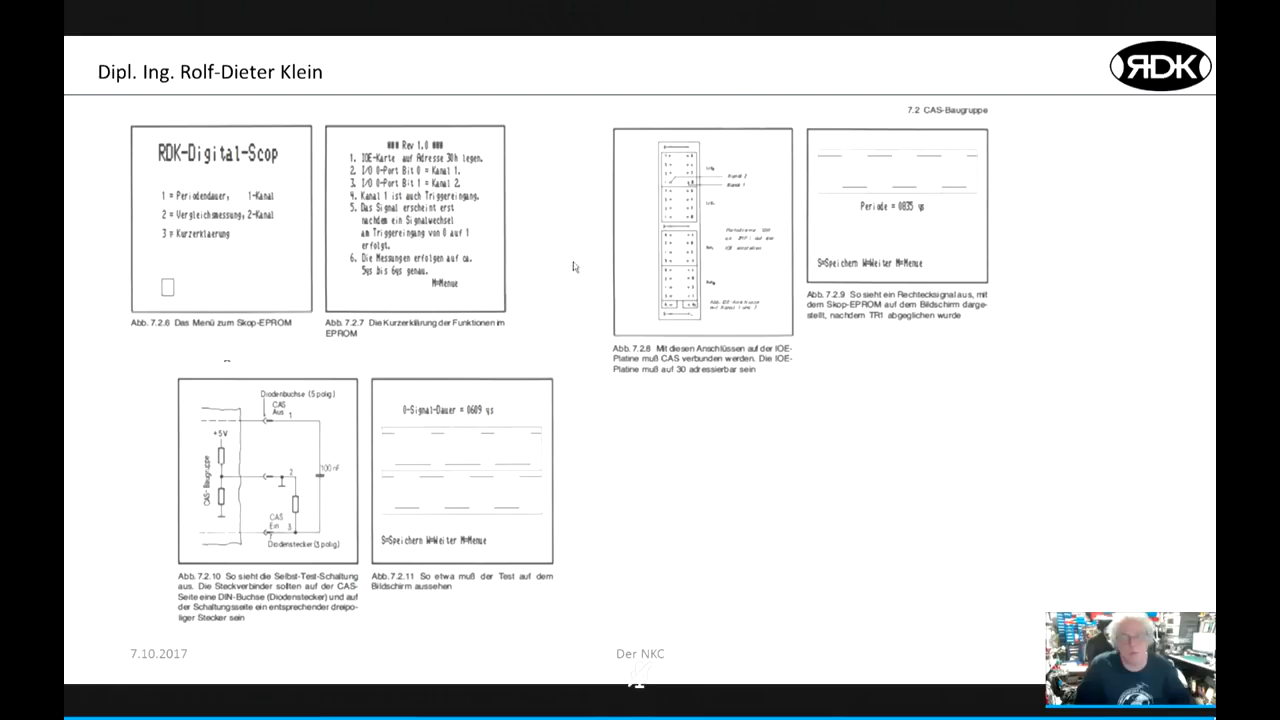 Dipl. Ing. Rolf-Dieter Klein
RDK
7.2 CAS-Baugruppe
RDK-Digital-Scop
1 = Periodendauer, 1-Kanal
2 = Vergleichsmessung, 2-Kanal
3 = Kurzerklaerung
Abb. 7.2.6 Das Menü zum Skop-EPROM
### Rev 1.0 ###
1. IOE-Karte auf Adresse 30h legen.
2. I/O 0-Port Bit 0 = Kanal 1.
3. I/O 0-Port Bit 1 = Kanal 2.
4. Kanal 1 ist auch Triggereingang.
5. Das Signal erscheint erst
nachdem ein Signalwechsel
am Triggereingang von 0 auf 1
erfolgt.
6. Die Messungen erfolgen auf ca.
5ys bis 6ys genau.
M=Menue
Abb. 7.2.7 Die Kurzerklärung der Funktionen im
EPROM
Kanal 2
Kanal 1
Abb. 7.2.8 Mit diesen Anschlüssen auf der IOE-
Platine muß CAS verbunden werden. Die IOE-
Platine muß auf 30 adressierbar sein
Periode = 0835 ys
S=Speichern W=Weiter M=Menue
Abb. 7.2.9 So sieht ein Rechtecksignal aus, mit
dem Skop-EPROM auf dem Bildschirm darge-
stellt, nachdem TR1 abgeglichen wurde
Diodenbuchse (5 polig)
CAS
Aus
1
+5V
CAS-Baugruppe
2
100 nF
CAS
Ein
3
Diodenstecker (3 polig)
Abb. 7.2.10 So sieht die Selbst-Test-Schaltung
aus. Die Steckverbinder sollten auf der CAS-
Seite eine DIN-Buchse (Diodenstecker) und auf
der Schaltungsseite ein entsprechender dreipo-
liger Stecker sein
0-Signal-Dauer = 0609 ys
S=Speichern W=Weiter M=Menue
Abb.7.2.11 So etwa muß der Test auf dem
Bildschirm aussehen
7.10.2017
Der NKC